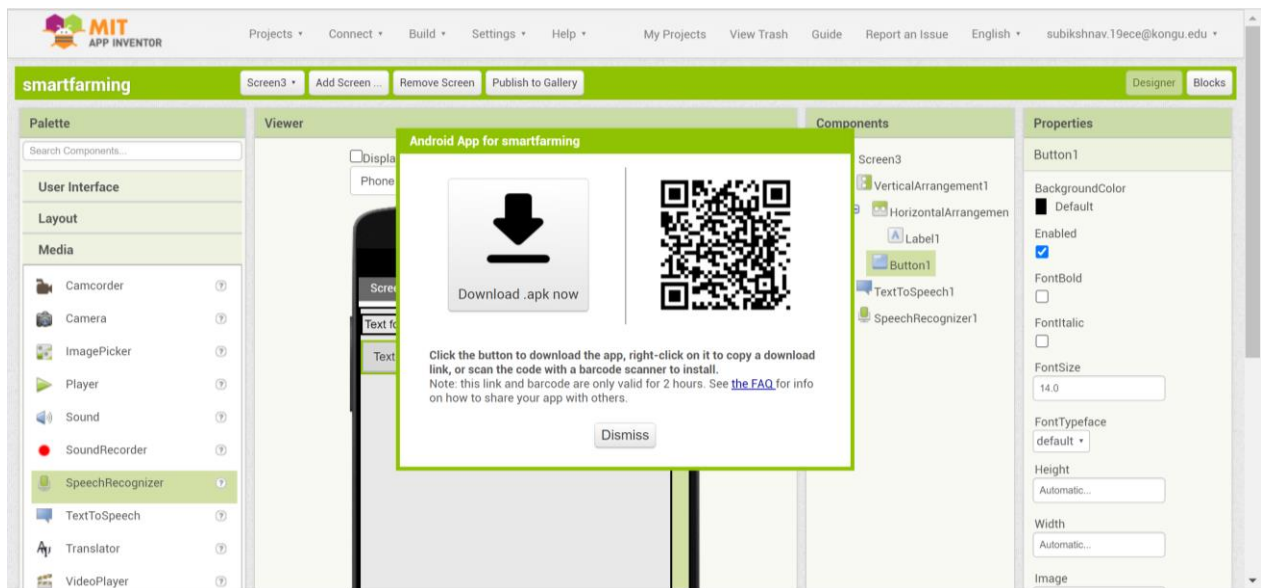 MIT
APP INVENTOR
Projects Connect Build Settings Help My Projects View Trash Guide Report an Issue English subikshnav.19ece@kongu.edu
smartfarming Screen3 Add Screen ... Remove Screen Publish to Gallery Designer Blocks
Palette Viewer Components Properties
Search Components...
User Interface
Layout
Media
Camcorder
Camera
ImagePicker
Player
Sound
SoundRecorder
SpeechRecognizer
TextToSpeech
Translator
VideoPlayer
Displa
Phone
Scree
Text fo
Text
Android App for smartfarming
Download .apk now
Click the button to download the app, right-click on it to copy a download
link, or scan the code with a barcode scanner to install.
Note: this link and barcode are only valid for 2 hours. See the FAQ for info
on how to share your app with others.
Dismiss
Screen3
VerticalArrangement1
HorizontalArrangemen
Label1
Button1
TextToSpeech1
SpeechRecognizer1
Button1
BackgroundColor
Default
Enabled
FontBold
FontItalic
FontSize
14.0
FontTypeface
default
Height
Automatic...
Width
Automatic...
Image